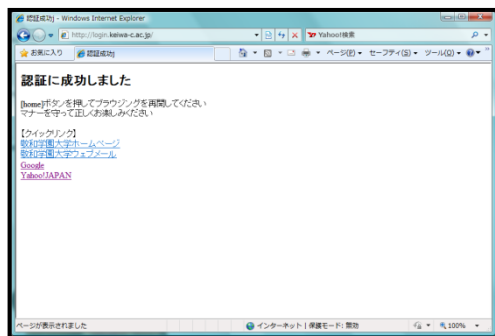 認証成功j - Windows Internet Explorer
http://login.keiwa-c.ac.jp/
Yahoo!検索
お気に入り
認証成功j
ページ(P)
セーフティ(S)
ツール(O)
認証に成功しました
[home]ボタンを押してブラウジングを再開してください
マナーを守って正しくお楽しみください
【クイックリンク】
敬和学園大学ホームページ
敬和学園大学ウェブメール
Google
Yahoo!JAPAN
ページが表示されました
インターネット | 保護モード: 無効
100%